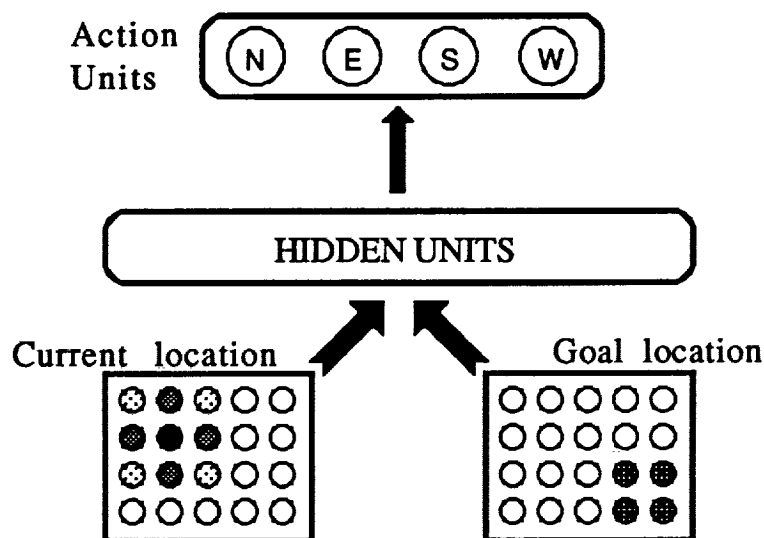 Action
Units
N E S W
HIDDEN UNITS
Current location
Goal location